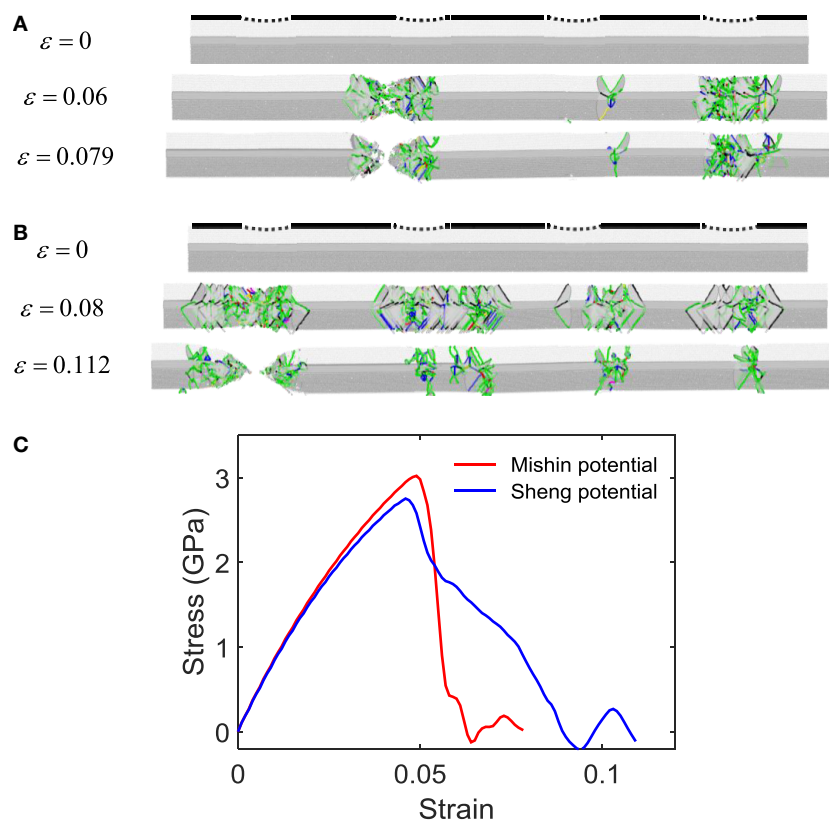 A
ε = 0
ε = 0.06
ε = 0.079
B
ε = 0
ε = 0.08
ε = 0.112
C
Mishin potential
Sheng potential
3
2
1
0
Stress (GPa)
0 0.05 0.1
Strain